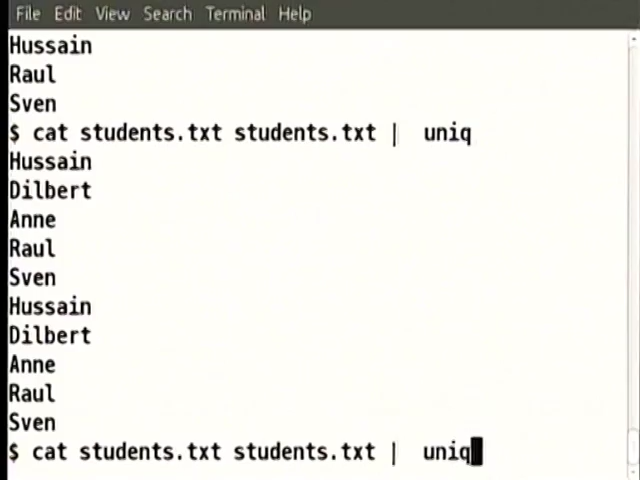 File Edit View Search Terminal Help
Hussain
Raul
Sven
$ cat students.txt students.txt |  uniq
Hussain
Dilbert
Anne
Raul
Sven
Hussain
Dilbert
Anne
Raul
Sven
$ cat students.txt students.txt |  uniq